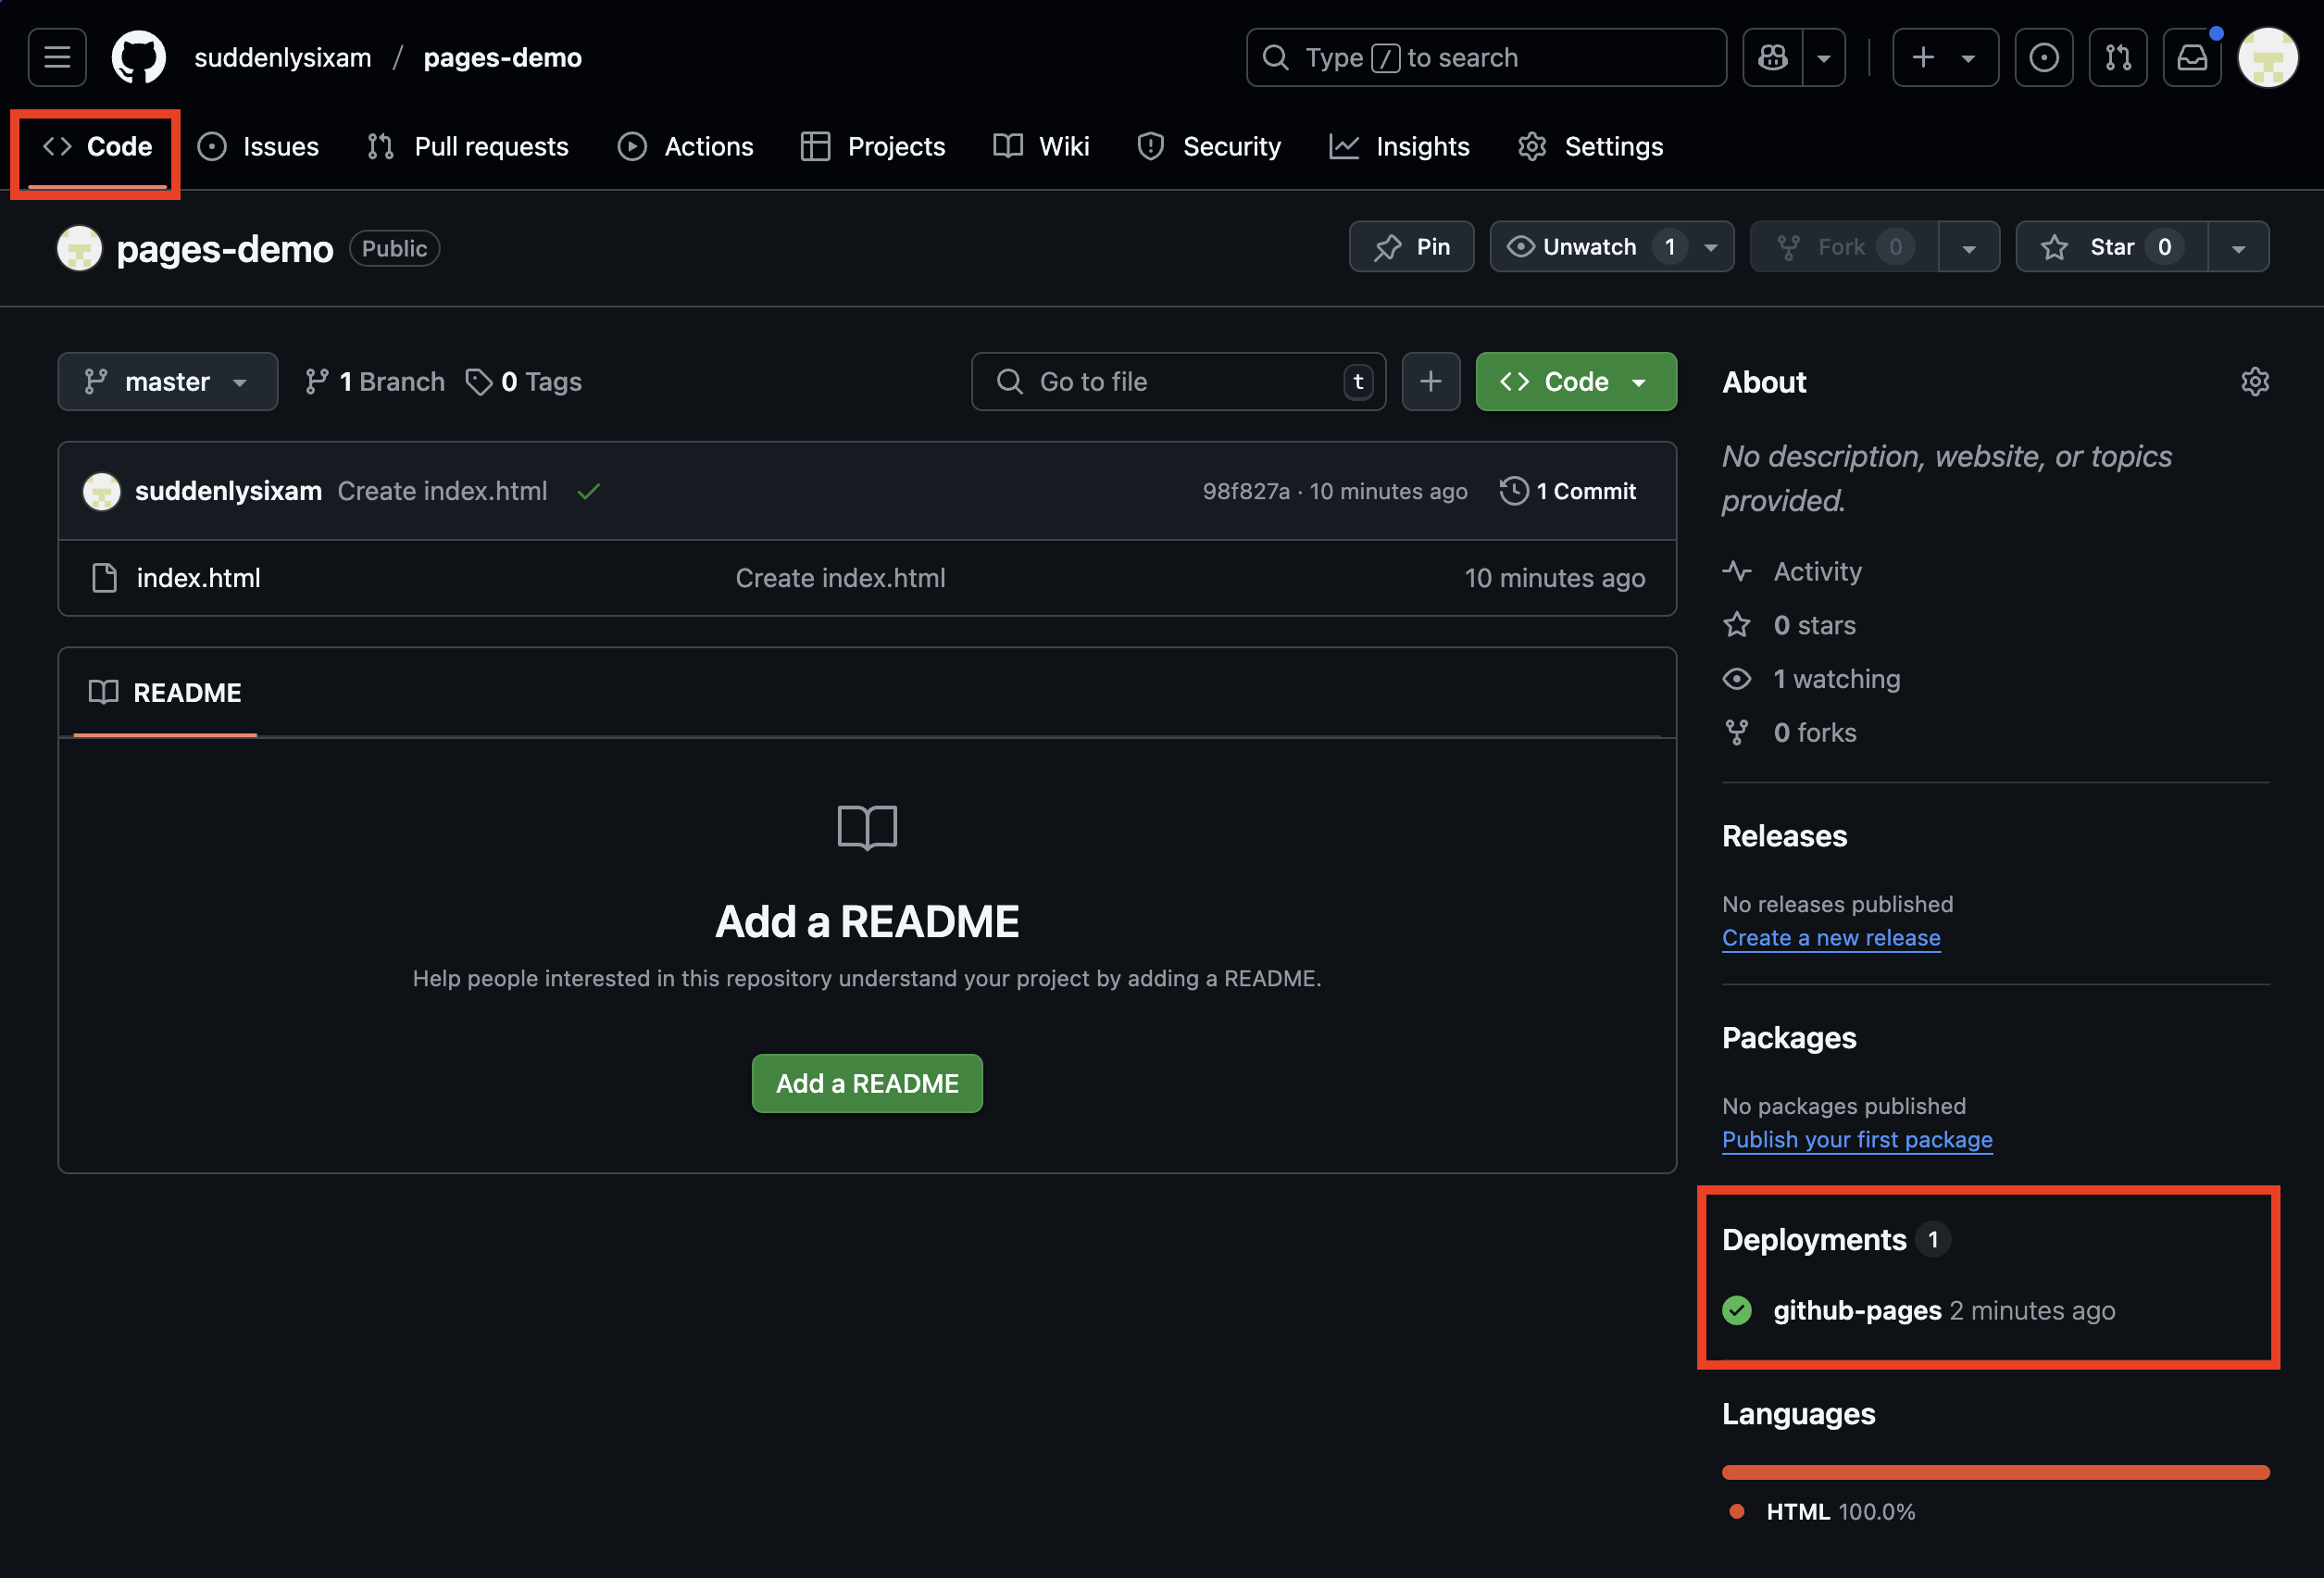 suddenlysixam / pages-demo
Type / to search
Code
Issues
Pull requests
Actions
Projects
Wiki
Security
Insights
Settings
pages-demo
Public
Pin
Unwatch 1
Fork 0
Star 0
master
1 Branch
0 Tags
Go to file
t
Code
suddenlysixam Create index.html
98f827a · 10 minutes ago
1 Commit
index.html
Create index.html
10 minutes ago
README
Add a README
Help people interested in this repository understand your project by adding a README.
Add a README
About
No description, website, or topics
provided.
Activity
0 stars
1 watching
0 forks
Releases
No releases published
Create a new release
Packages
No packages published
Publish your first package
Deployments 1
github-pages 2 minutes ago
Languages
HTML 100.0%